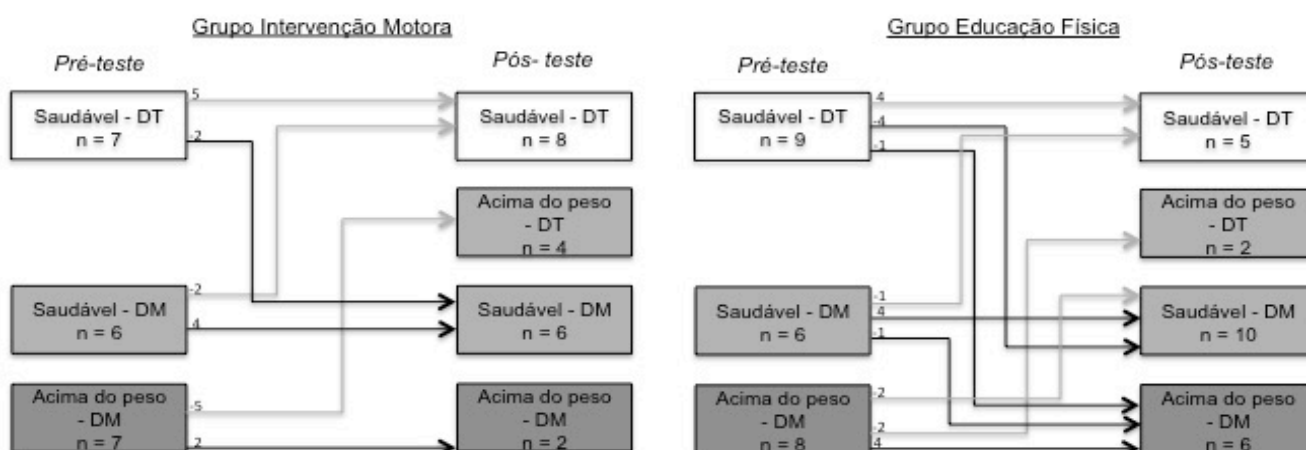 Grupo Intervenção Motora
Pré-teste
Pós- teste
Saudável - DT
n = 7
5
-2
Saudável - DT
n = 8
Acima do peso
- DT
n = 4
Saudável - DM
n = 6
-2
4
Saudável - DM
n = 6
Acima do peso
- DM
n = 7
-5
2
Acima do peso
- DM
n = 2
Grupo Educação Física
Pré-teste
Pós-teste
Saudável - DT
n = 9
4
-4
-1
Saudável - DT
n = 5
Acima do peso
- DT
n = 2
Saudável - DM
n = 6
-1
4
-1
Saudável - DM
n = 10
Acima do peso
- DM
n = 8
-2
-2
4
Acima do peso
- DM
n = 6